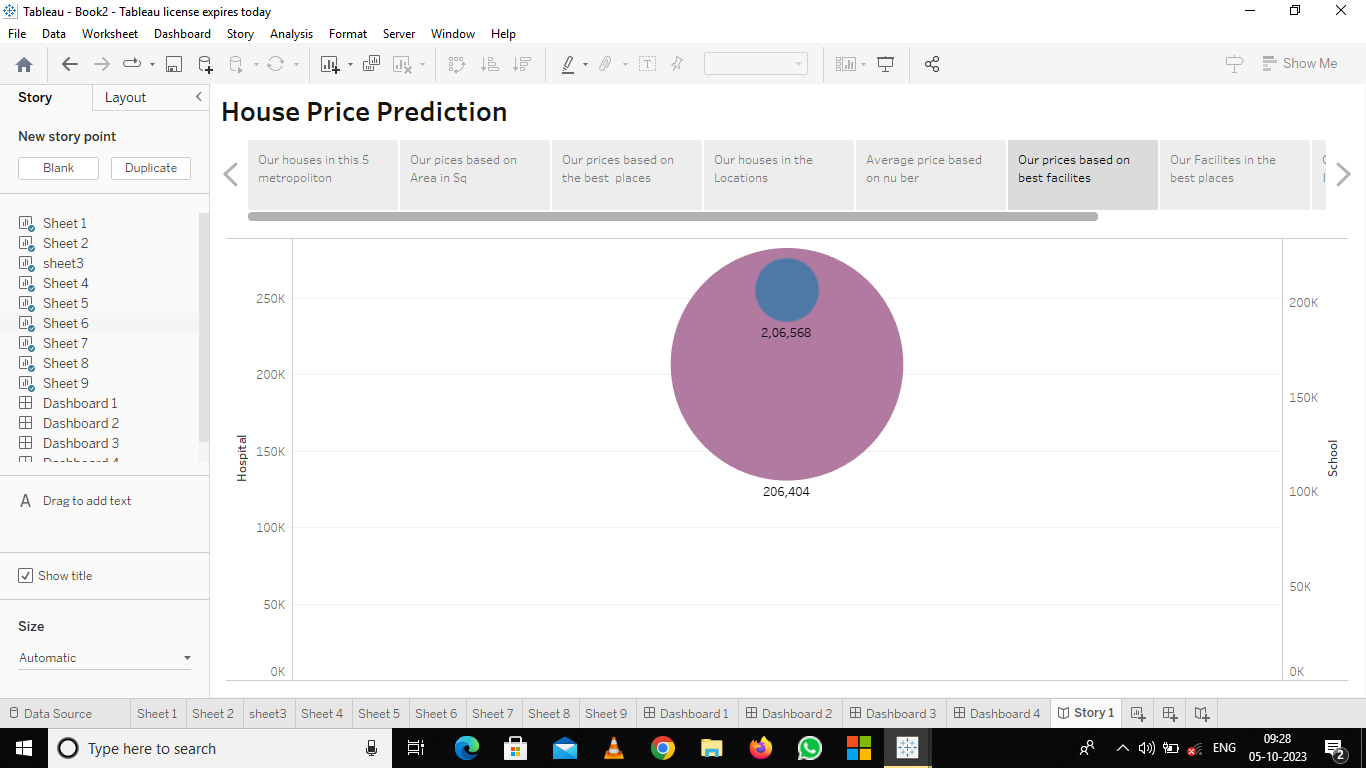 Tableau - Book2 - Tableau license expires today
File Data Worksheet Dashboard Story Analysis Format Server Window Help
Show Me
Story Layout
New story point
Blank Duplicate
Sheet 1
Sheet 2
sheet3
Sheet 4
Sheet 5
Sheet 6
Sheet 7
Sheet 8
Sheet 9
Dashboard 1
Dashboard 2
Dashboard 3
Dashboard 4
A Drag to add text
Show title
Size
Automatic
House Price Prediction
Our houses in this 5
metropoliton
Our pices based on
Area in Sq
Our prices based on
the best places
Our houses in the
Locations
Average price based
on nu ber
Our prices based on
best facilites
Our Facilites in the
best places
250K
200K
150K
100K
50K
0K
Hospital
2,06,568
206,404
200K
150K
100K
50K
0K
School
Data Source Sheet 1 Sheet 2 sheet3 Sheet 4 Sheet 5 Sheet 6 Sheet 7 Sheet 8 Sheet 9 Dashboard 1 Dashboard 2 Dashboard 3 Dashboard 4 Story 1
Type here to search
ENG
09:28
05-10-2023
2